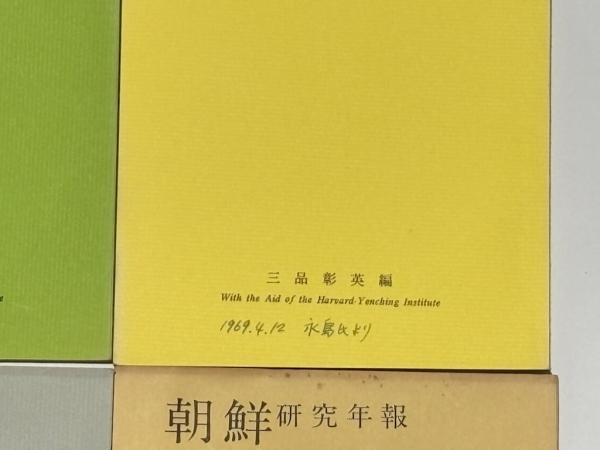 三品彰英編
With the Aid of the Harvard-Yenching Institute
1969.4.12 永島氏より
朝鮮研究年報